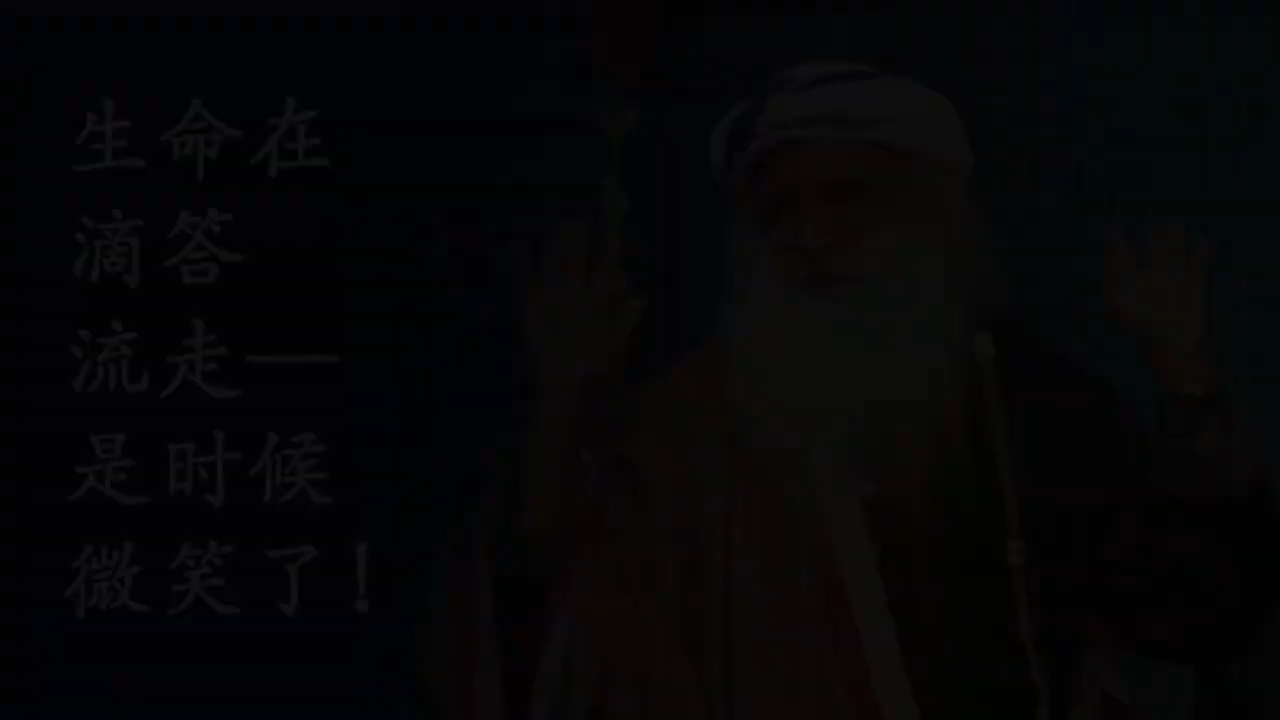 生命在
滴答
流走—
是时候
微笑了!